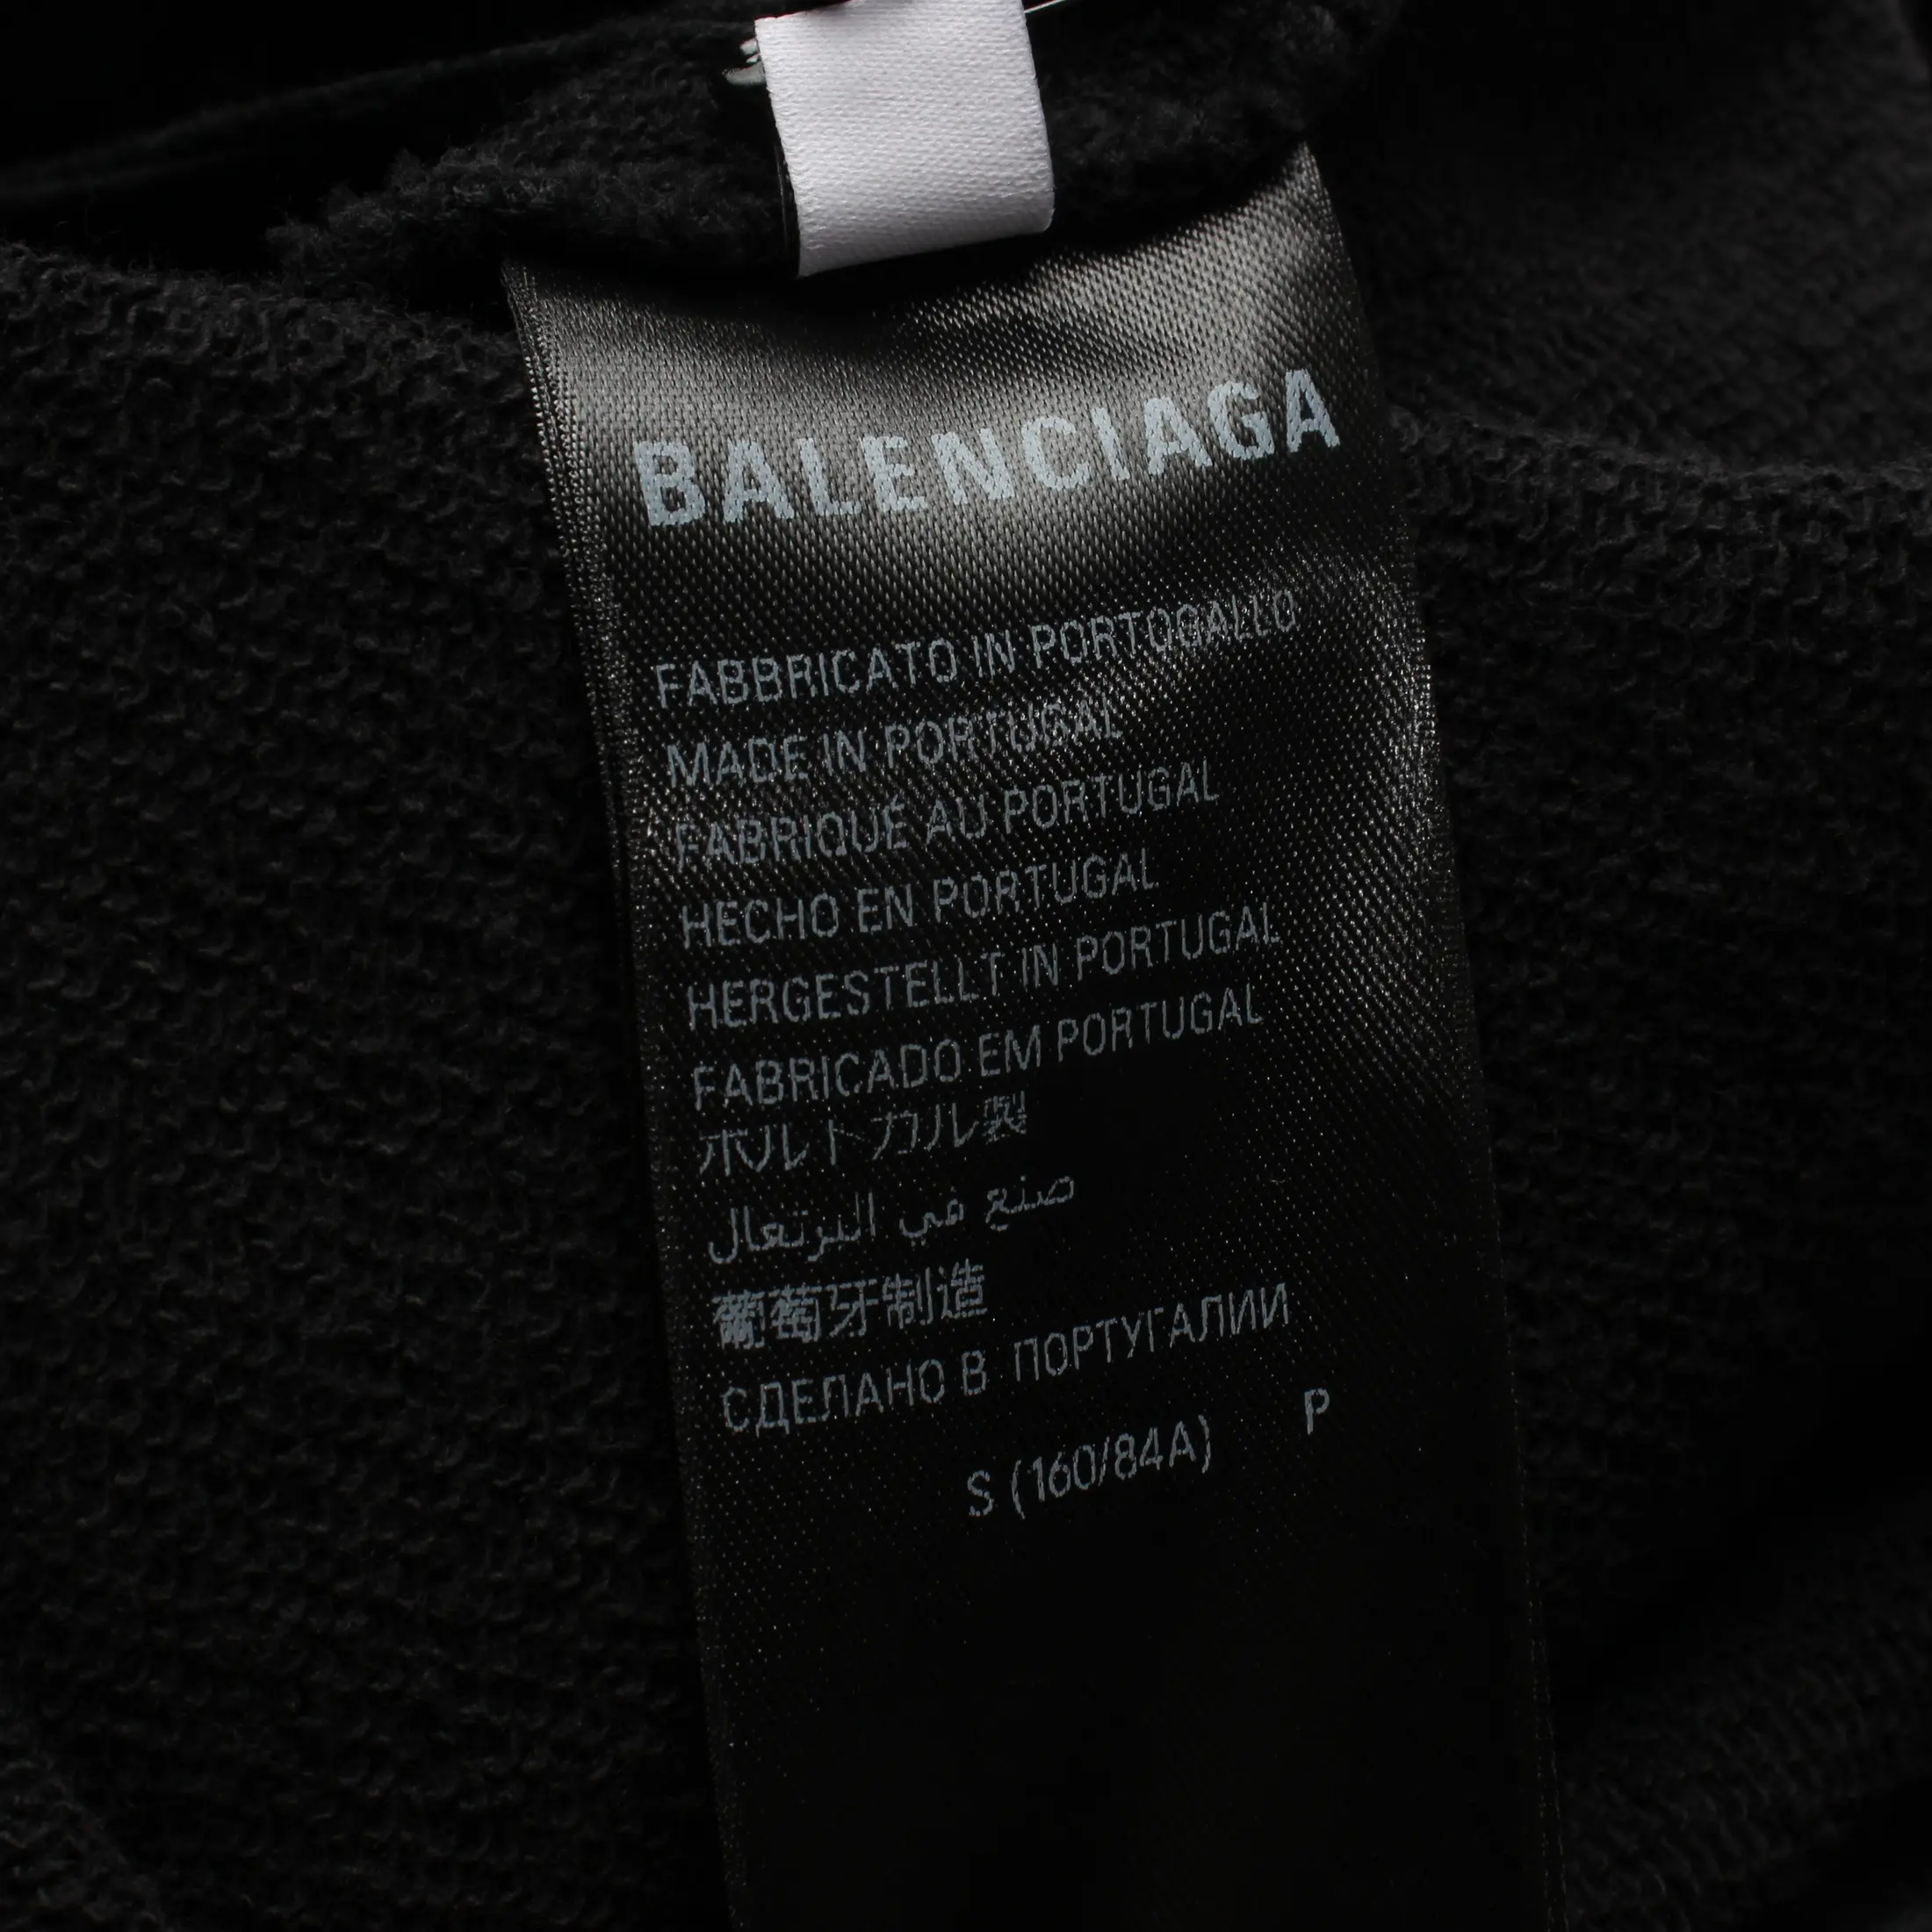 BALENCIAGA
FABBRICATO IN PORTOGALLO
MADE IN PORTUGAL
FABRIQUÉ AU PORTUGAL
HECHO EN PORTUGAL
HERGESTELLT IN PORTUGAL
FABRICADO EM PORTUGAL
ポルトガル製
صنع في البرتغال
葡萄牙制造
СДЕЛАНО В ПОРТУГАЛИИ
S (160/84A) P